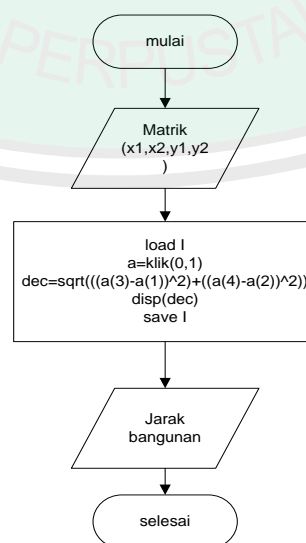 mulai
PERPUSTA
Matrik
(x1,x2,y1,y2
)
load I
a=klik(0,1)
dec=sqrt(((a(3)-a(1))^2)+((a(4)-a(2))^2))
disp(dec)
save I
Jarak
bangunan
selesai